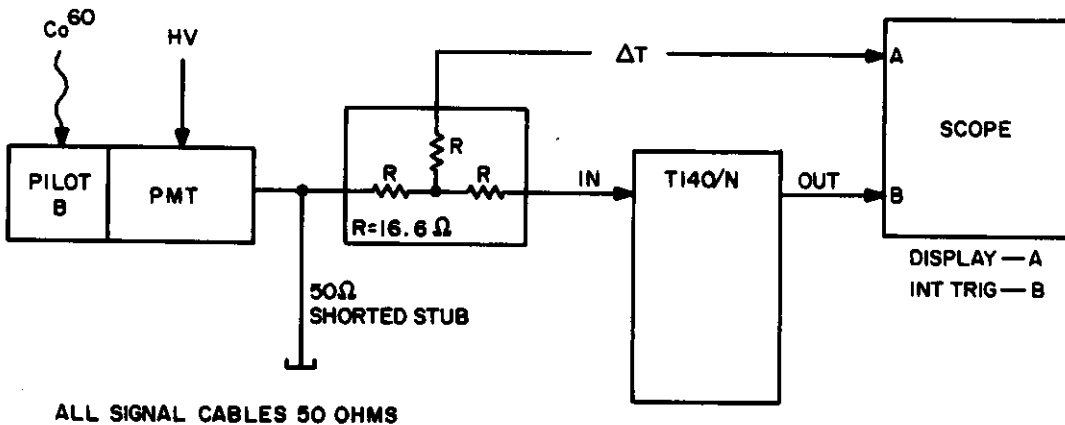 Co60
HV
ΔT
A
SCOPE
R
R
R
PILOT
B
PMT
IN
T140/N
OUT
B
R=16.6 Ω
DISPLAY — A
INT TRIG — B
50Ω
SHORTED STUB
ALL SIGNAL CABLES 50 OHMS